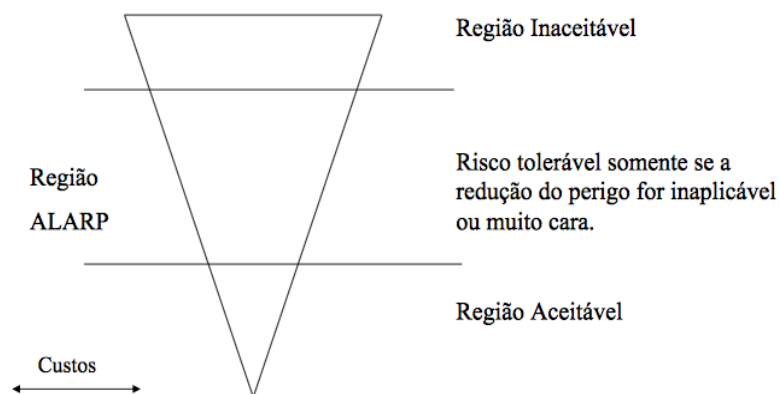 Região Inaceitável
Região
ALARP
Risco tolerável somente se a
redução do perigo for inaplicável
ou muito cara.
Região Aceitável
Custos